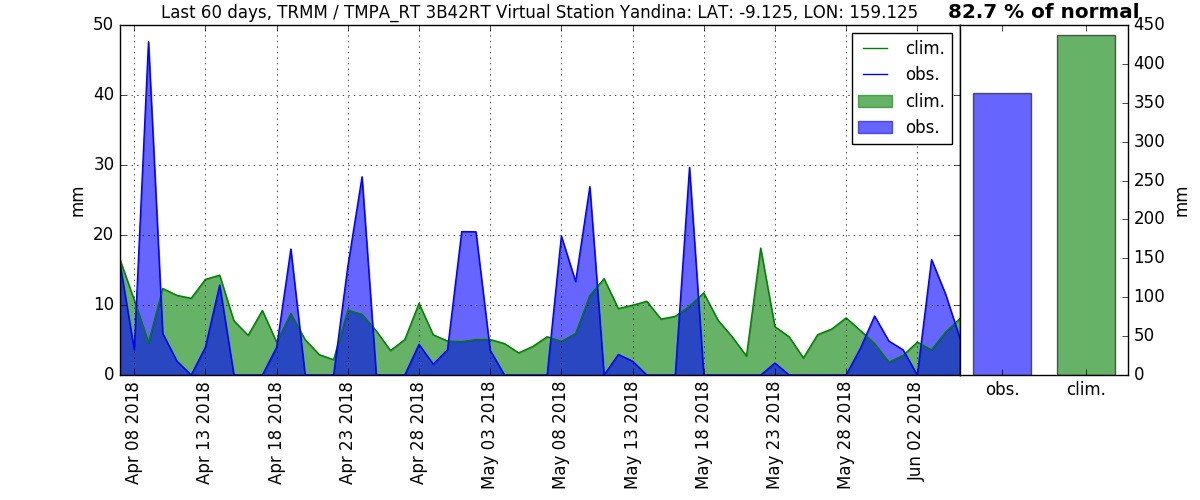 Last 60 days, TRMM / TMPA_RT 3B42RT Virtual Station Yandina: LAT: -9.125, LON: 159.125
82.7 % of normal
50
40
30
20
10
0
mm
clim.
obs.
clim.
obs.
450
400
350
300
250
200
150
100
50
0
mm
Apr 08 2018
Apr 13 2018
Apr 18 2018
Apr 23 2018
Apr 28 2018
May 03 2018
May 08 2018
May 13 2018
May 18 2018
May 23 2018
May 28 2018
Jun 02 2018
obs.
clim.